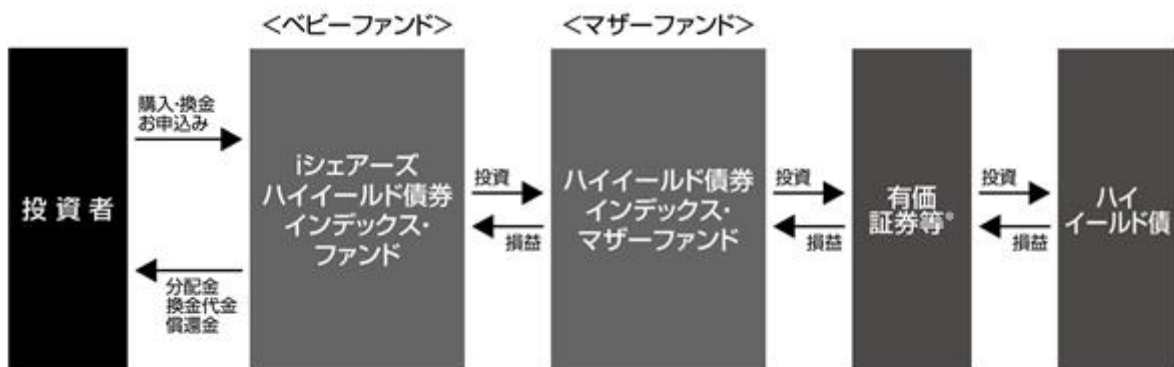 ＜ベビーファンド＞
＜マザーファンド＞
投資者
購入・換金
お申込み
分配金
換金代金
償還金
iシェアーズ
ハイイールド債券
インデックス・
ファンド
投資
損益
ハイイールド債券
インデックス・
マザーファンド
投資
損益
有価
証券等※
投資
損益
ハイ
イールド債